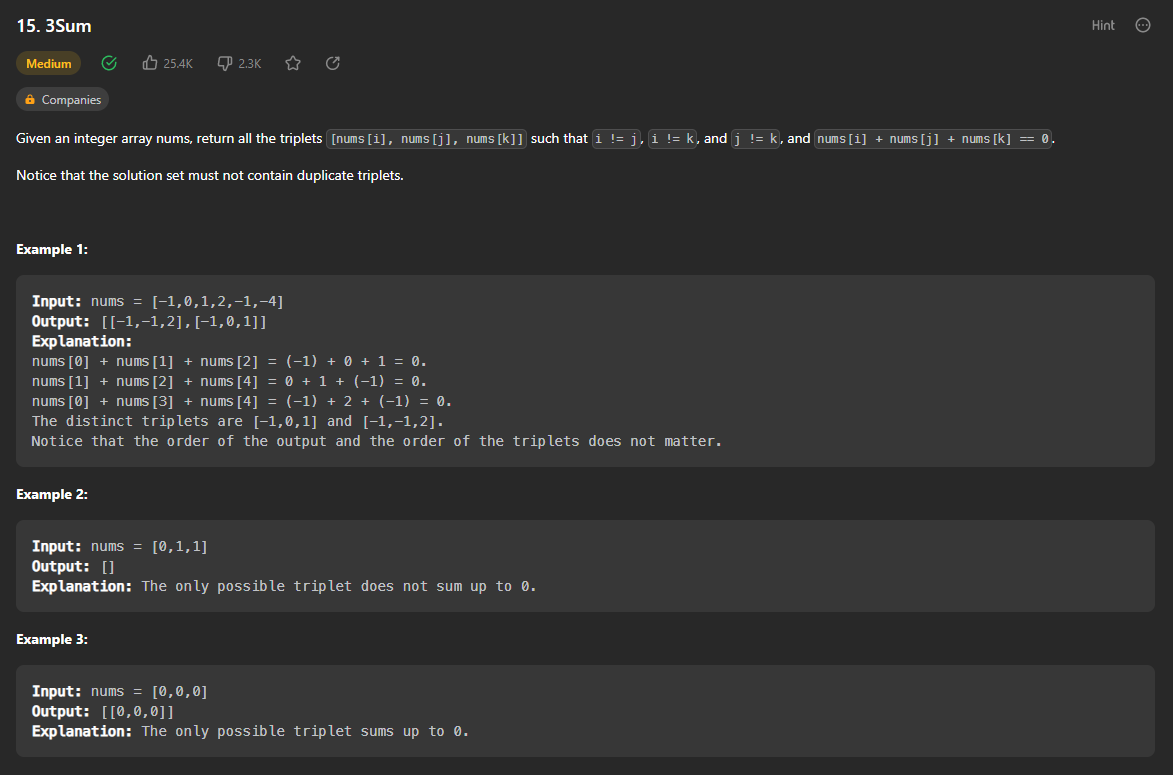 15. 3Sum
Hint
Medium
25.4K
2.3K
Companies
Given an integer array nums, return all the triplets [nums[i], nums[j], nums[k]] such that i != j, i != k, and j != k, and nums[i] + nums[j] + nums[k] == 0.
Notice that the solution set must not contain duplicate triplets.
Example 1:
Input: nums = [-1,0,1,2,-1,-4]
Output: [[-1,-1,2],[-1,0,1]]
Explanation:
nums[0] + nums[1] + nums[2] = (-1) + 0 + 1 = 0.
nums[1] + nums[2] + nums[4] = 0 + 1 + (-1) = 0.
nums[0] + nums[3] + nums[4] = (-1) + 2 + (-1) = 0.
The distinct triplets are [-1,0,1] and [-1,-1,2].
Notice that the order of the output and the order of the triplets does not matter.
Example 2:
Input: nums = [0,1,1]
Output: []
Explanation: The only possible triplet does not sum up to 0.
Example 3:
Input: nums = [0,0,0]
Output: [[0,0,0]]
Explanation: The only possible triplet sums up to 0.